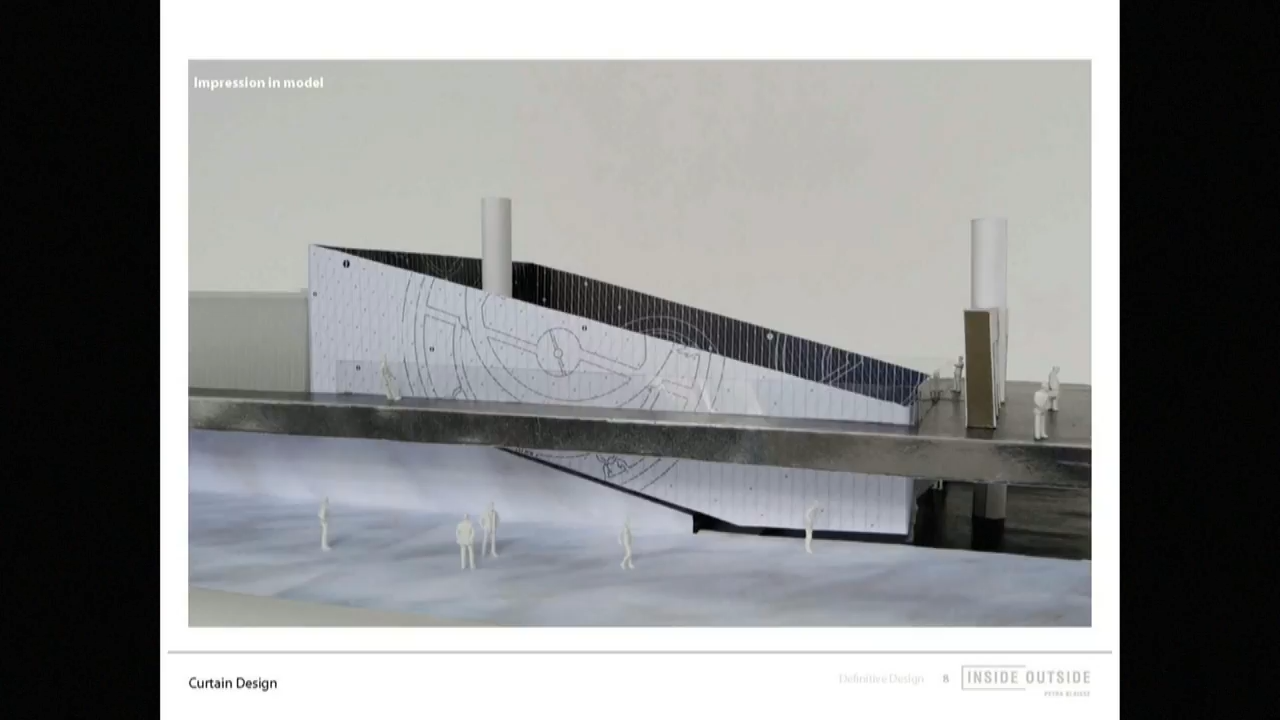 Impression in model
Curtain Design
Definitive Design 8
INSIDE OUTSIDE
PETRA BLAISSE